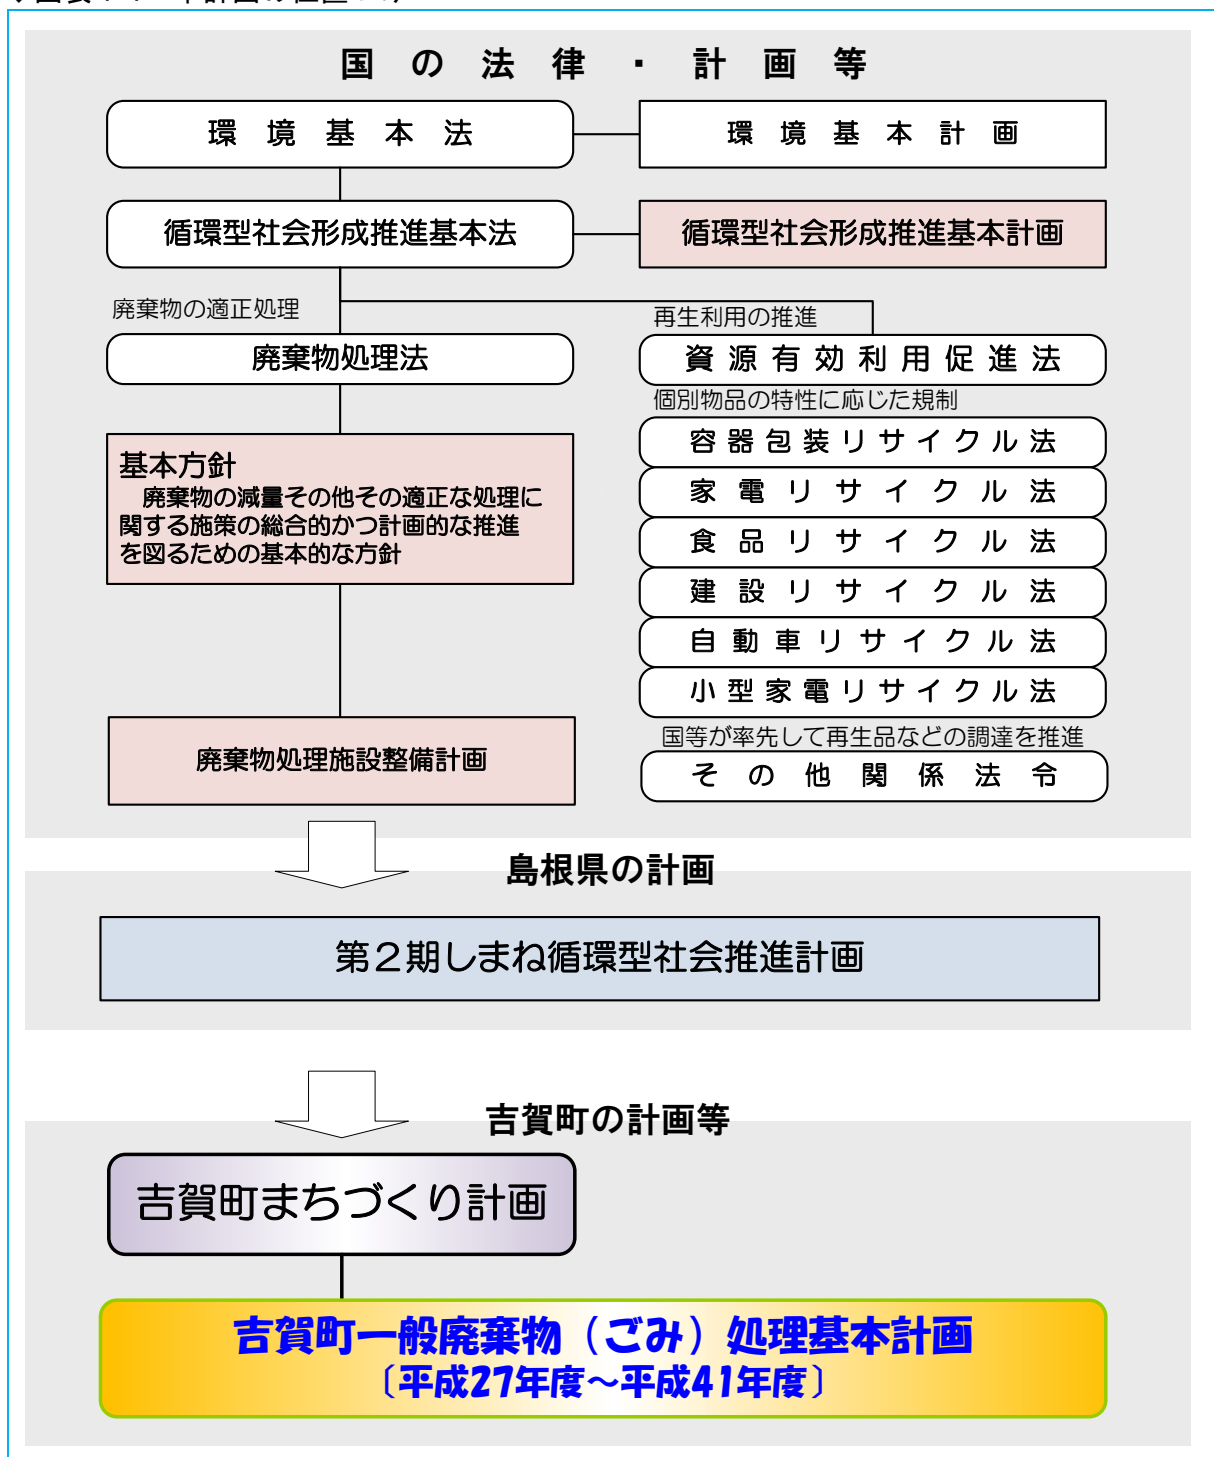 国の法律・計画等
環境基本法
環境基本計画
循環型社会形成推進基本法
循環型社会形成推進基本計画
廃棄物の適正処理
再生利用の推進
廃棄物処理法
資源有効利用促進法
個別物品の特性に応じた規制
容器包装リサイクル法
家電リサイクル法
食品リサイクル法
建設リサイクル法
自動車リサイクル法
小型家電リサイクル法
基本方針
廃棄物の減量その他その適正な処理に
関する施策の総合的かつ計画的な推進
を図るための基本的な方針
国等が率先して再生品などの調達を推進
廃棄物処理施設整備計画
その他関係法令
島根県の計画
第2期しまね循環型社会推進計画
吉賀町の計画等
吉賀町まちづくり計画
吉賀町一般廃棄物（ごみ）処理基本計画
〔平成27年度～平成41年度〕